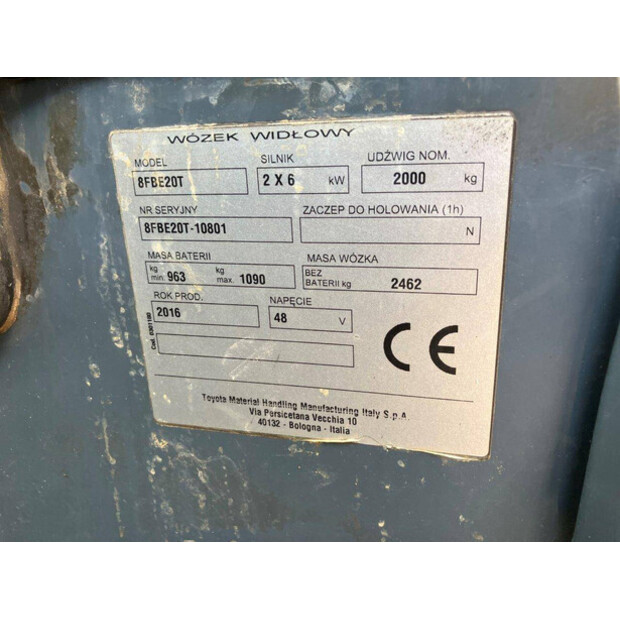 WÓZEK WIDŁOWY
MODEL SILNIK UDŹWIG NOM.
8FBE20T 2 X 6 kW 2000 kg
NR SERYJNY ZACZEP DO HOLOWANIA (1h)
8FBE20T-10801 N
MASA BATERII MASA WÓZKA
kg min. 963 kg max. 1090 BEZ BATERII kg 2462
ROK PROD. NAPĘCIE
2016 48 V
CE
Toyota Material Handling Manufacturing Italy S.p.A.
Via Persicetana Vecchia 10
40132 - Bologna - Italia